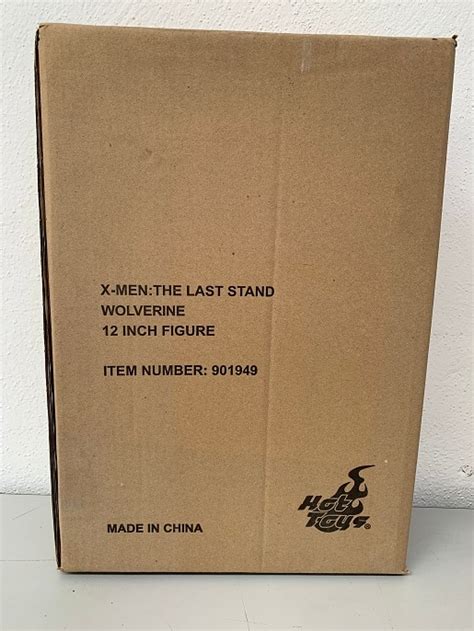 X-MEN:THE LAST STAND
WOLVERINE
12 INCH FIGURE
ITEM NUMBER: 901949
Hot
Toys®
MADE IN CHINA